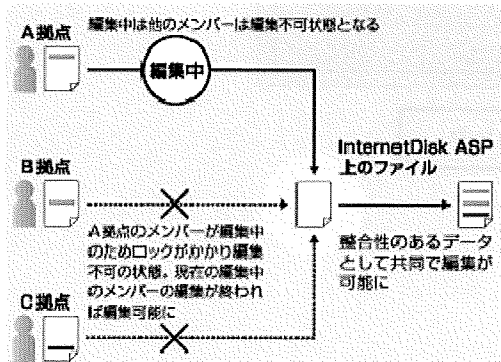 A拠点
編集中は他のメンバーは編集不可状態となる
編集中
B拠点
A拠点のメンバーが編集中
のためロックがかかり編集
不可の状態。現在の編集中
のメンバーの編集が終われ
ば編集可能に
C拠点
InternetDisk ASP
上のファイル
整合性のあるデータ
として共同で編集が
可能に